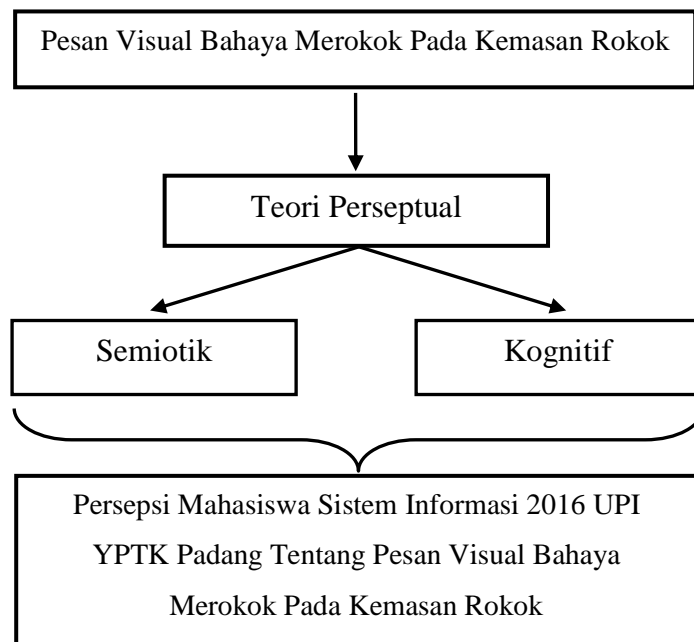 Pesan Visual Bahaya Merokok Pada Kemasan Rokok
Teori Perseptual
Semiotik
Kognitif
Persepsi Mahasiswa Sistem Informasi 2016 UPI
YPTK Padang Tentang Pesan Visual Bahaya
Merokok Pada Kemasan Rokok